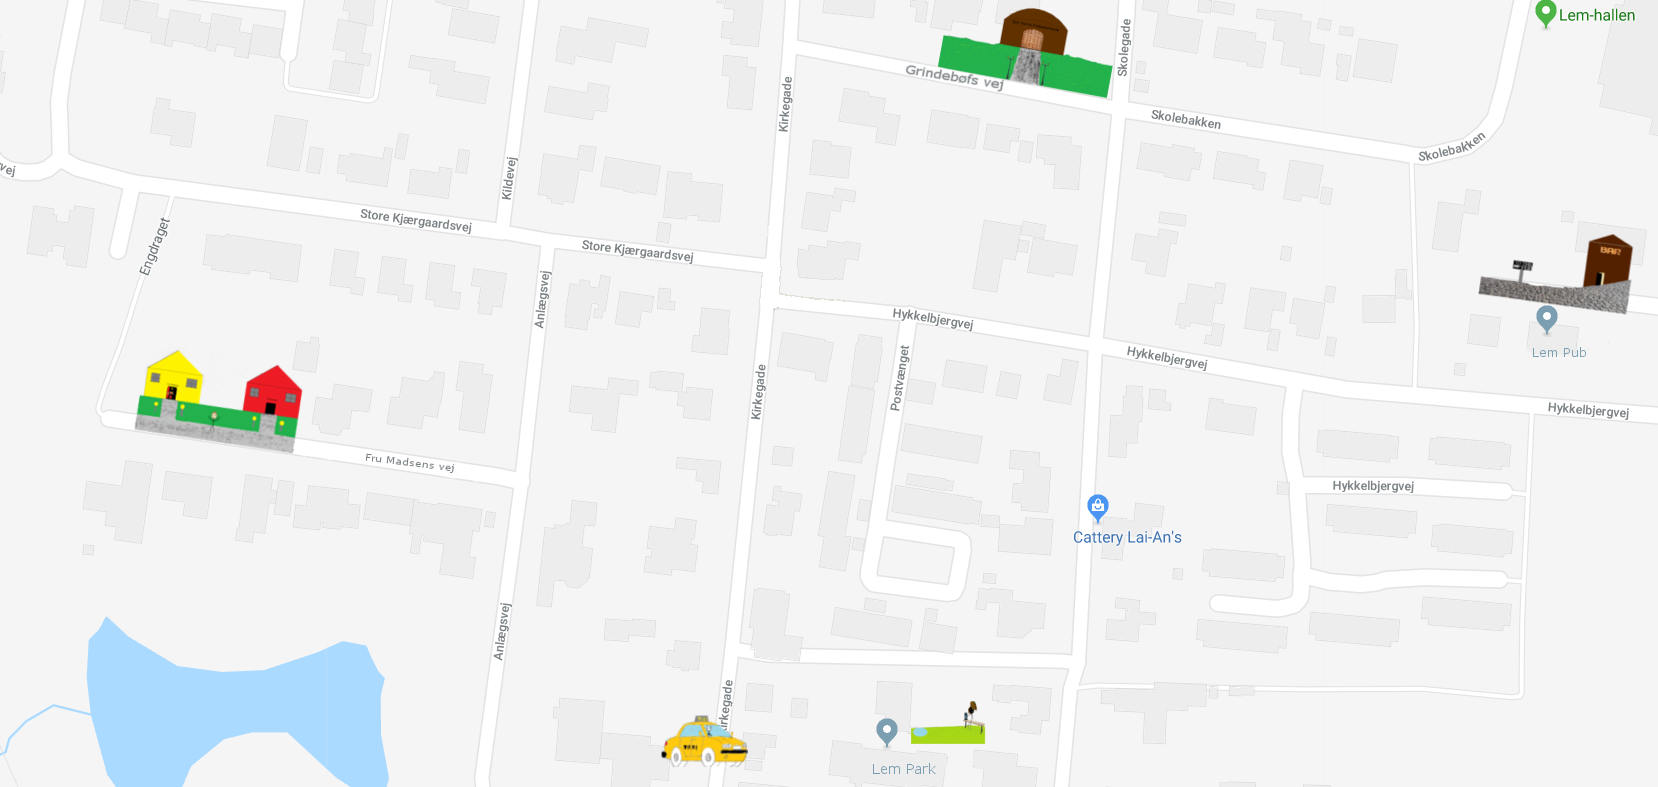 Lem-hallen
Skolegade
Grindebøfs vej
Kirkegade
Skolebakken
Skolebakken
vej
Kildevej
Store Kjærgaardsvej
Store Kjærgaardsvej
Engdraget
BAR
Anlægsvej
Hykkelbjergvej
Hykkelbjergvej
Lem Pub
Postvænget
Kirkegade
Hykkelbjergvej
Fru Madsens vej
Hykkelbjergvej
Cattery Lai-An's
Anlægsvej
Kirkegade
TAXI
Lem Park